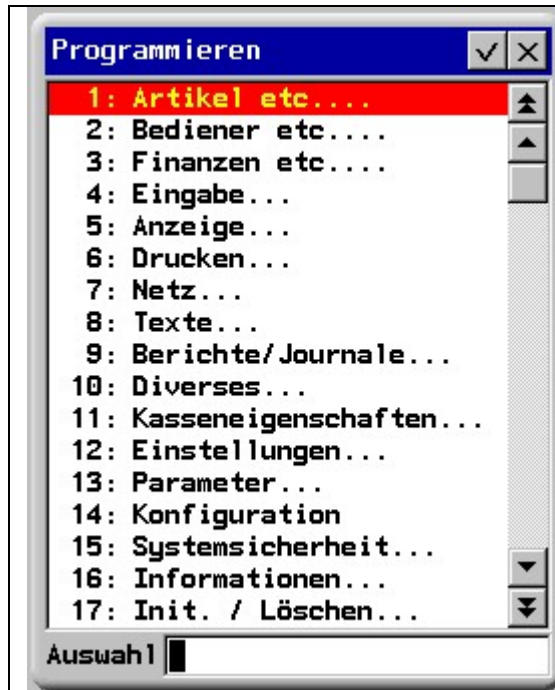 Programmieren
1: Artikel etc....
2: Bediener etc....
3: Finanzen etc....
4: Eingabe...
5: Anzeige...
6: Drucken...
7: Netz...
8: Texte...
9: Berichte/Journale...
10: Diverses...
11: Kasseneigenschaften...
12: Einstellungen...
13: Parameter...
14: Konfiguration
15: Systemsicherheit...
16: Informationen...
17: Init. / Löschen...
Auswahl